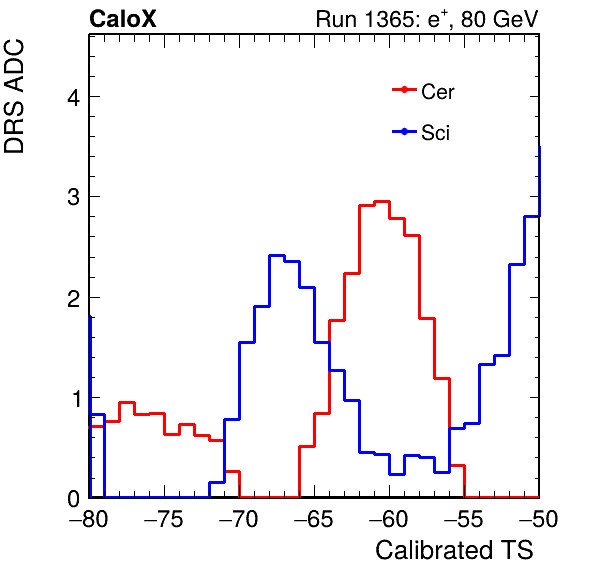 CaloX Run 1365: e⁺, 80 GeV
DRS ADC
Cer
Sci
4
3
2
1
0
−80 −75 −70 −65 −60 −55 −50
Calibrated TS